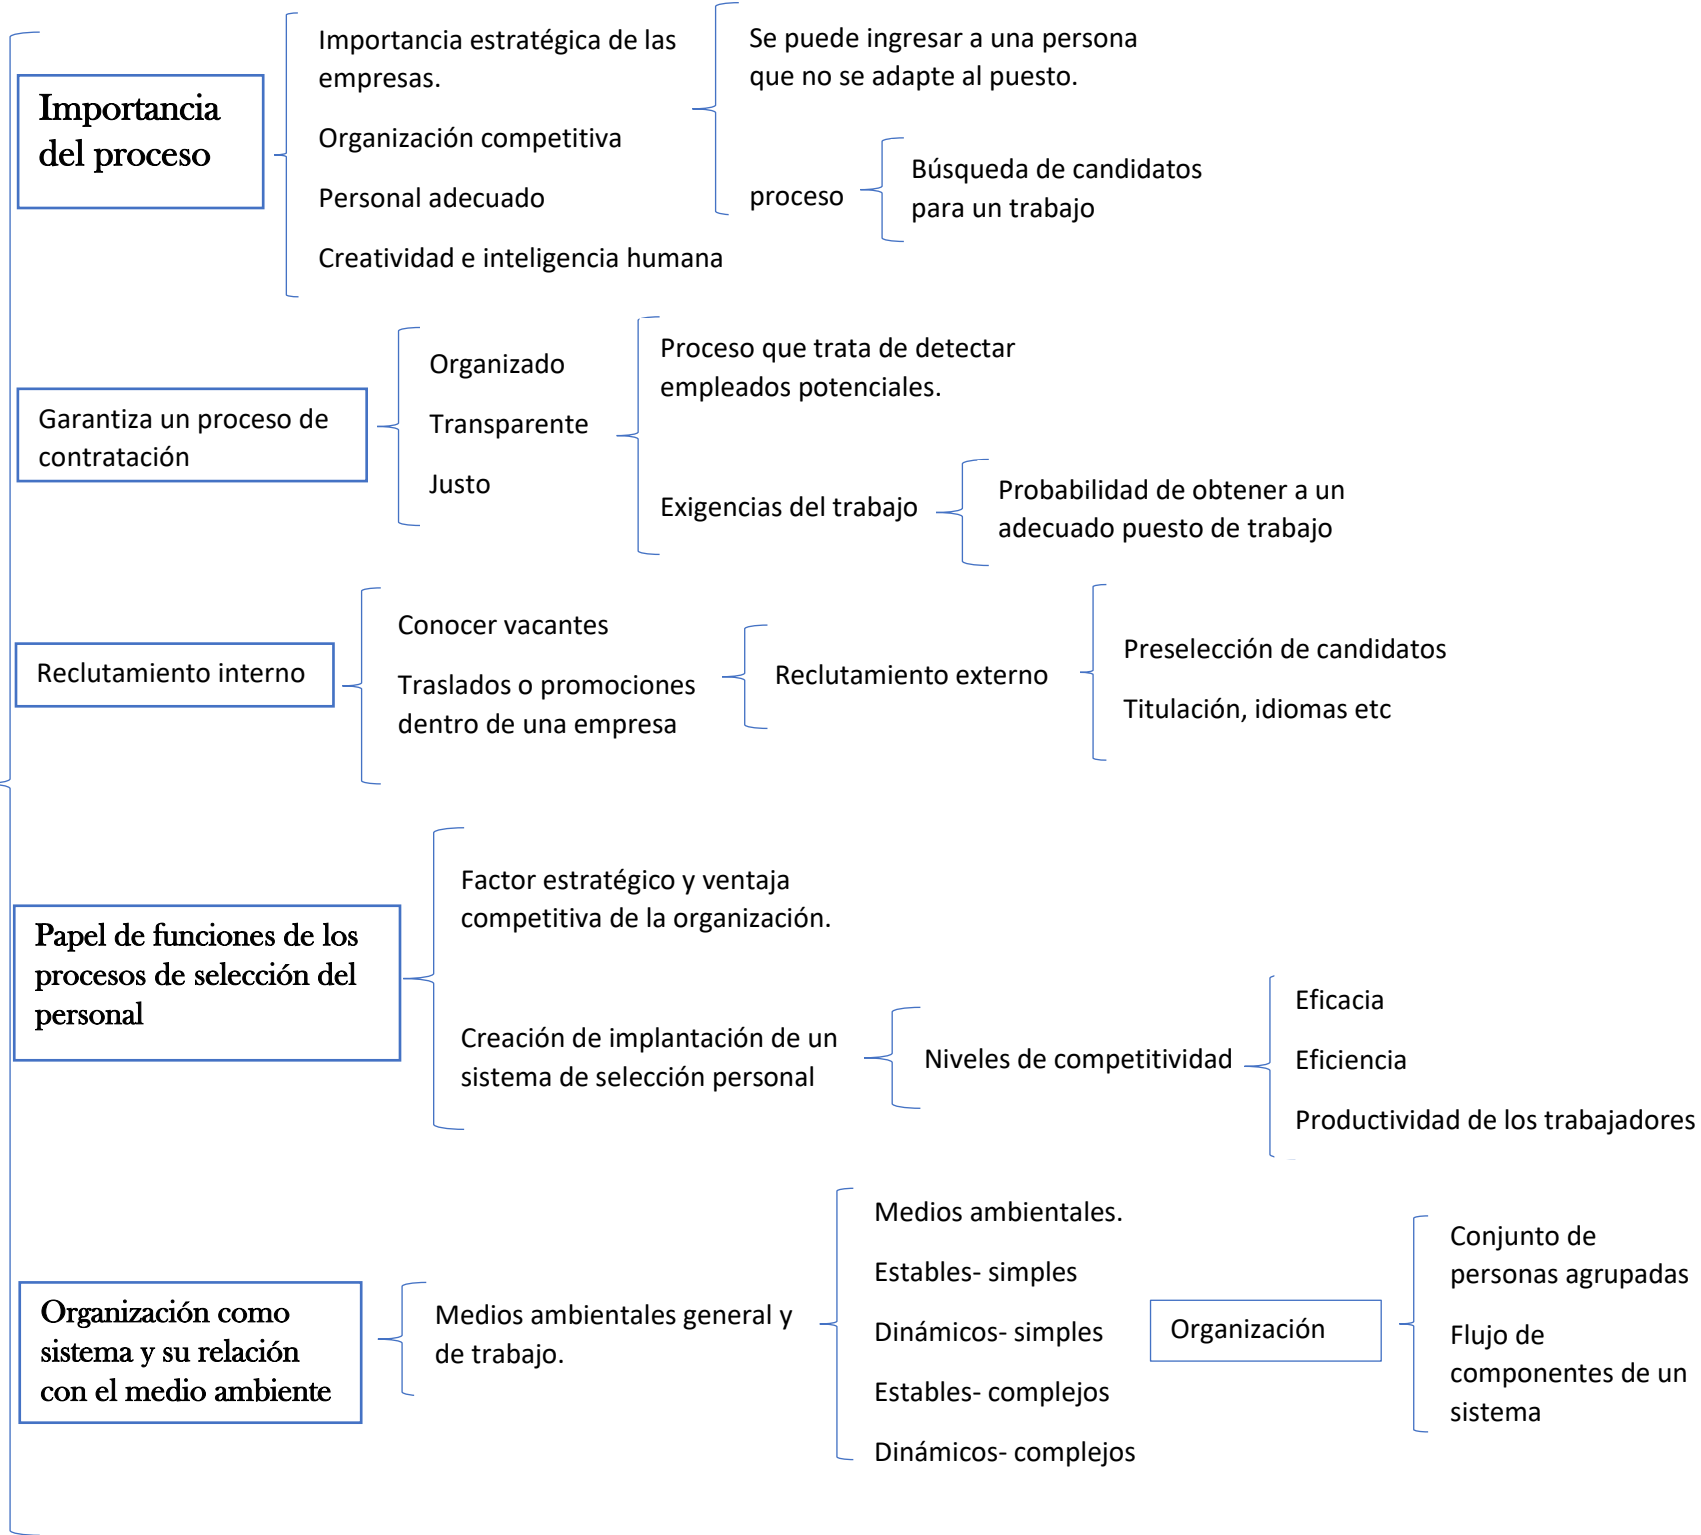 Importancia
del proceso
Importancia estratégica de las
empresas.
Organización competitiva
Personal adecuado
Creatividad e inteligencia humana
Se puede ingresar a una persona
que no se adapte al puesto.
proceso
Búsqueda de candidatos
para un trabajo
Garantiza un proceso de
contratación
Organizado
Transparente
Justo
Proceso que trata de detectar
empleados potenciales.
Exigencias del trabajo
Probabilidad de obtener a un
adecuado puesto de trabajo
Reclutamiento interno
Conocer vacantes
Traslados o promociones
dentro de una empresa
Reclutamiento externo
Preselección de candidatos
Titulación, idiomas etc
Papel de funciones de los
procesos de selección del
personal
Factor estratégico y ventaja
competitiva de la organización.
Creación de implantación de un
sistema de selección personal
Niveles de competitividad
Eficacia
Eficiencia
Productividad de los trabajadores
Organización como
sistema y su relación
con el medio ambiente
Medios ambientales general y
de trabajo.
Medios ambientales.
Estables- simples
Dinámicos- simples
Estables- complejos
Dinámicos- complejos
Organización
Conjunto de
personas agrupadas
Flujo de
componentes de un
sistema